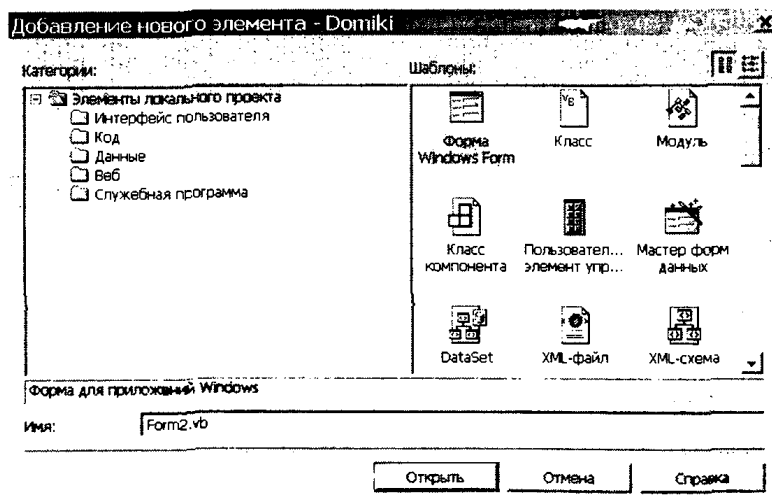 Добавление нового элемента - Domiki
Категории:
Шаблоны:
Элементы локального проекта
Интерфейс пользователя
Код
Данные
Веб
Служебная программа
Форма
Windows Form
Класс
Модуль
Класс
компонента
Пользовател...
элемент упр...
Мастер форм
данных
DataSet
XML-файл
XML-схема
Форма для приложений Windows
Имя:
Form2.vb
Открыть
Отмена
Справка